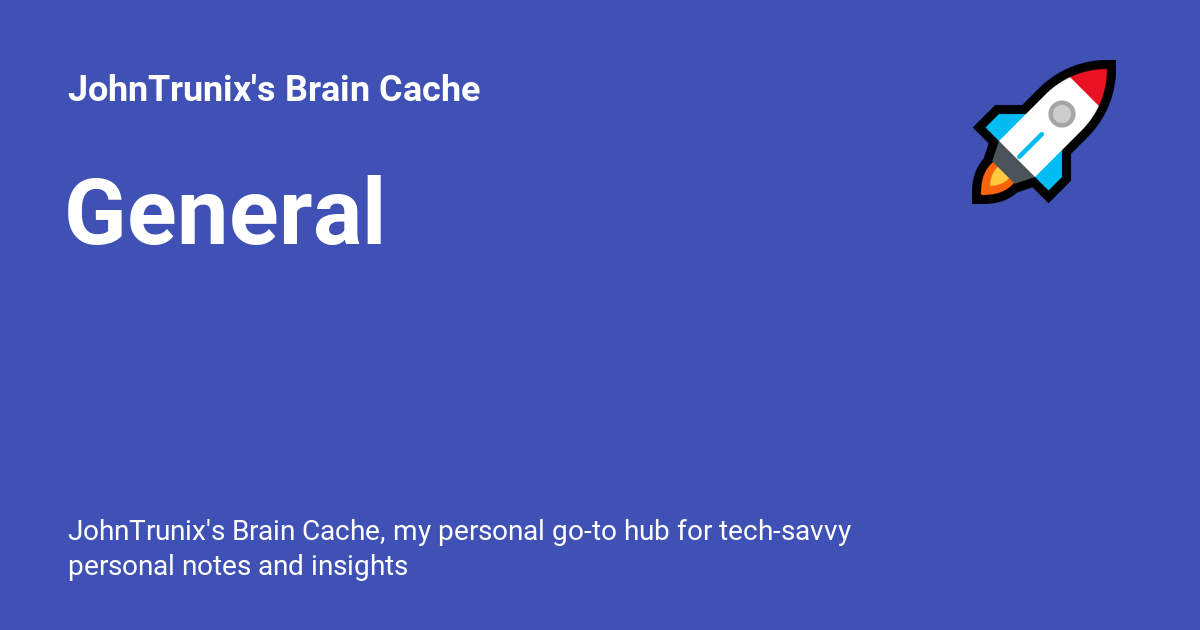 JohnTrunix's Brain Cache
General
JohnTrunix's Brain Cache, my personal go-to hub for tech-savvy
personal notes and insights